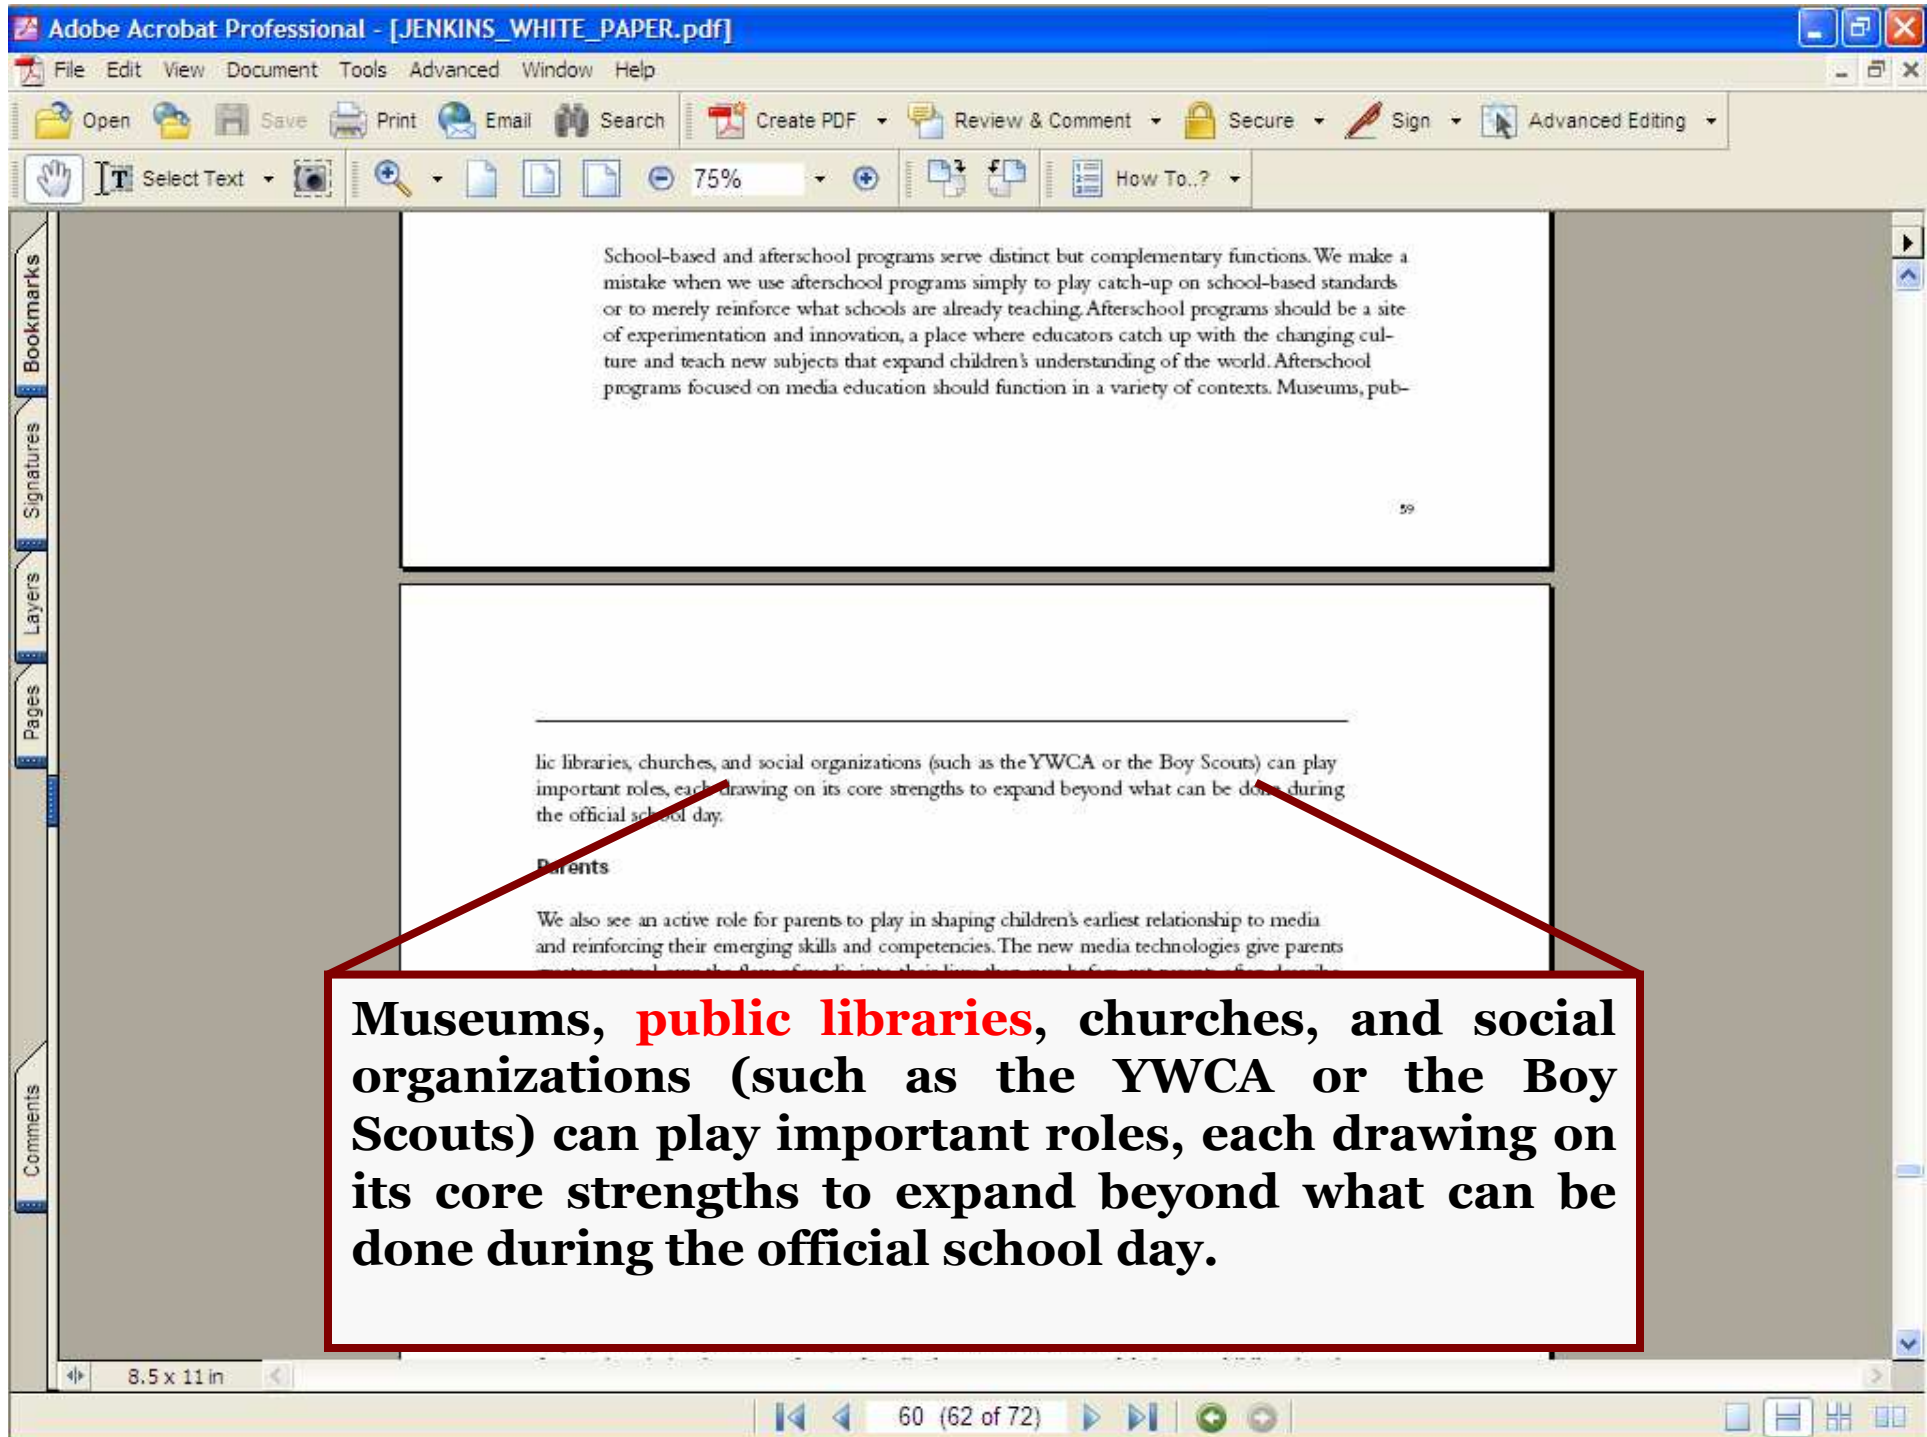 Adobe Acrobat Professional - [JENKINS_WHITE_PAPER.pdf]
File Edit View Document Tools Advanced Window Help
Open Save Print Email Search Create PDF Review & Comment Secure Sign Advanced Editing
Select Text 75% How To..?
Bookmarks
Signatures
Layers
Pages
Comments
School-based and afterschool programs serve distinct but complementary functions. We make a
mistake when we use afterschool programs simply to play catch-up on school-based standards
or to merely reinforce what schools are already teaching. Afterschool programs should be a site
of experimentation and innovation, a place where educators catch up with the changing cul-
ture and teach new subjects that expand children's understanding of the world. Afterschool
programs focused on media education should function in a variety of contexts. Museums, pub-
59
lic libraries, churches, and social organizations (such as the YWCA or the Boy Scouts) can play
important roles, each drawing on its core strengths to expand beyond what can be done during
the official school day.
Parents
We also see an active role for parents to play in shaping children's earliest relationship to media
and reinforcing their emerging skills and competencies. The new media technologies give parents
Museums, public libraries, churches, and social
organizations (such as the YWCA or the Boy
Scouts) can play important roles, each drawing on
its core strengths to expand beyond what can be
done during the official school day.
8.5 x 11 in
60 (62 of 72)